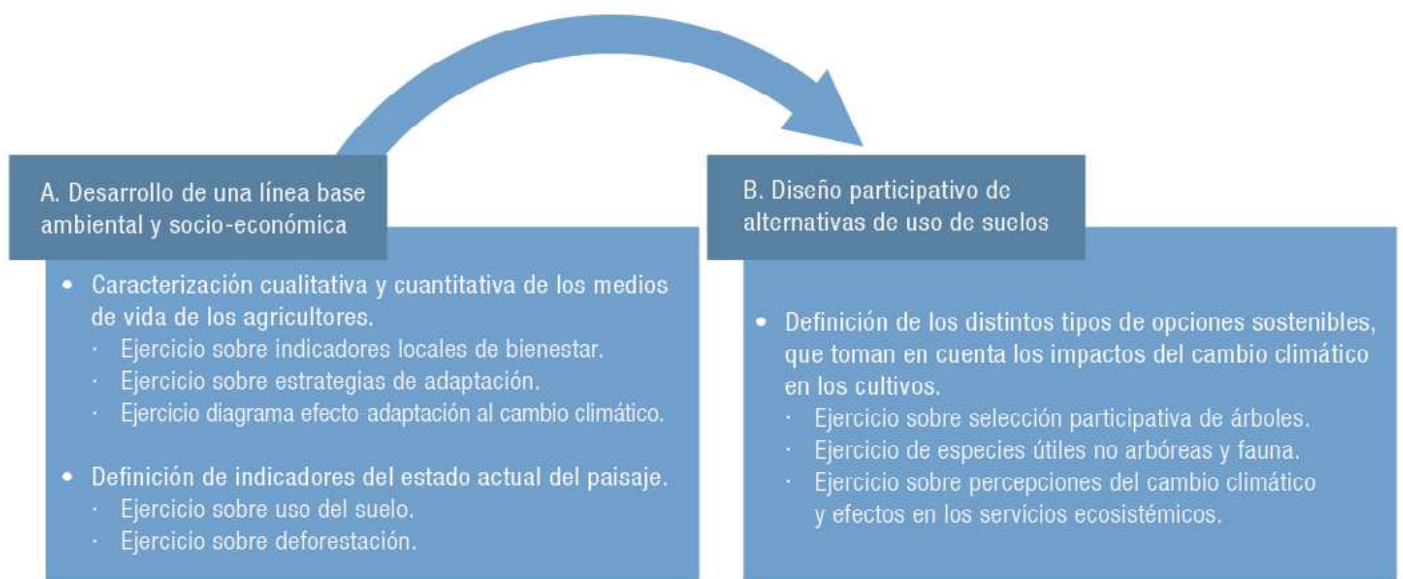 A. Desarrollo de una línea base
ambiental y socio-económica
• Caracterización cualitativa y cuantitativa de los medios
de vida de los agricultores.
· Ejercicio sobre indicadores locales de bienestar.
· Ejercicio sobre estrategias de adaptación.
· Ejercicio diagrama efecto adaptación al cambio climático.
• Definición de indicadores del estado actual del paisaje.
· Ejercicio sobre uso del suelo.
· Ejercicio sobre deforestación.
B. Diseño participativo de
alternativas de uso de suelos
• Definición de los distintos tipos de opciones sostenibles,
que toman en cuenta los impactos del cambio climático
en los cultivos.
· Ejercicio sobre selección participativa de árboles.
· Ejercicio de especies útiles no arbóreas y fauna.
· Ejercicio sobre percepciones del cambio climático
y efectos en los servicios ecosistémicos.